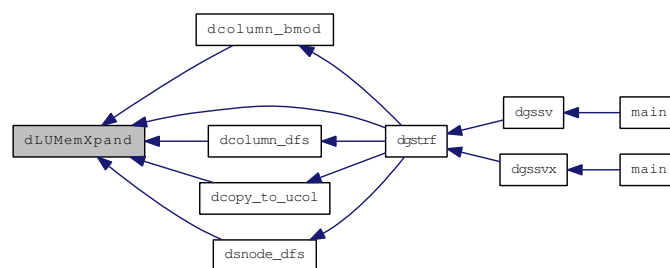 dcolumn_bmod
dgssv
main
dLUMemXpand
dcolumn_dfs
dgstrf
dgssvx
main
dcopy_to_ucol
dsnode_dfs